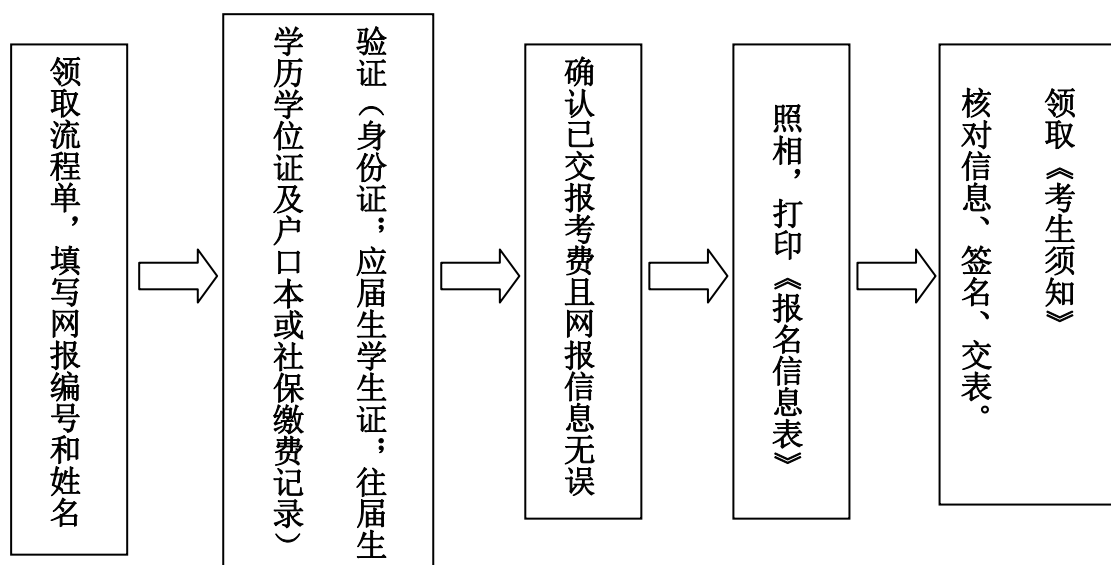 领取流程单，填写网报编号和姓名
验证（身份证；应届生学生证；往届生
学历学位证及户口本或社保缴费记录）
确认已交报考费且网报信息无误
照相，打印《报名信息表》
领取《考生须知》
核对信息、签名、交表。